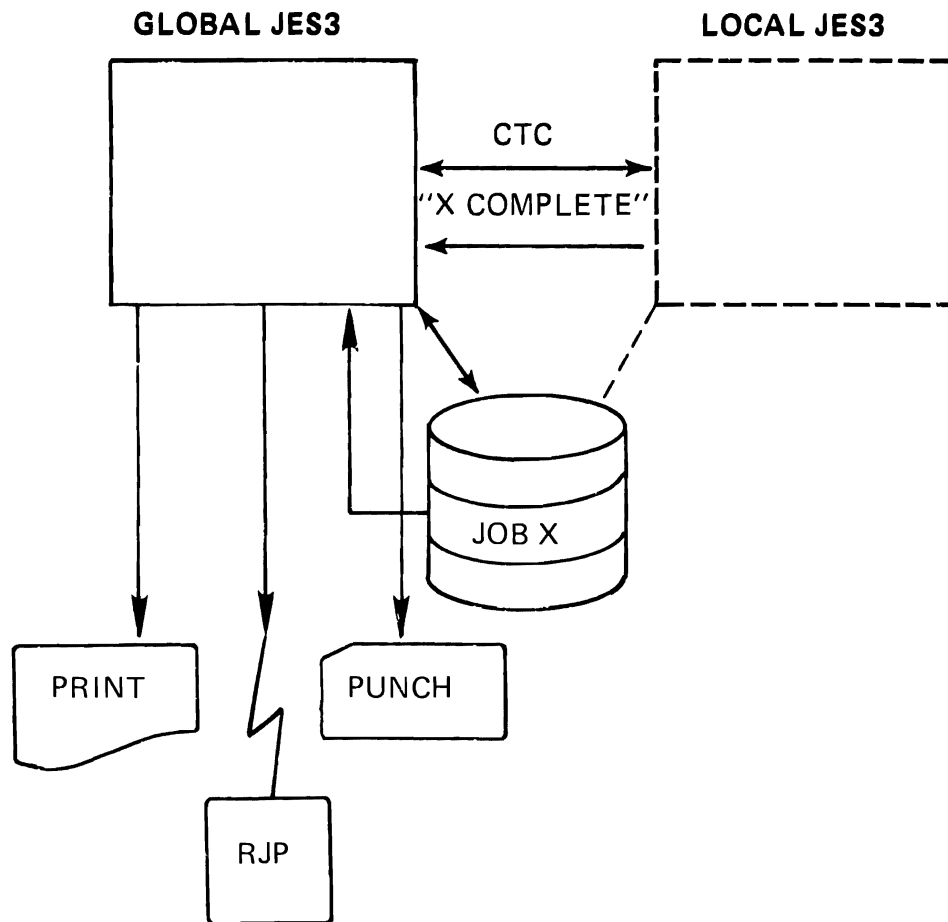 GLOBAL JES3
LOCAL JES3
CTC
"X COMPLETE"
JOB X
PRINT
PUNCH
RJP